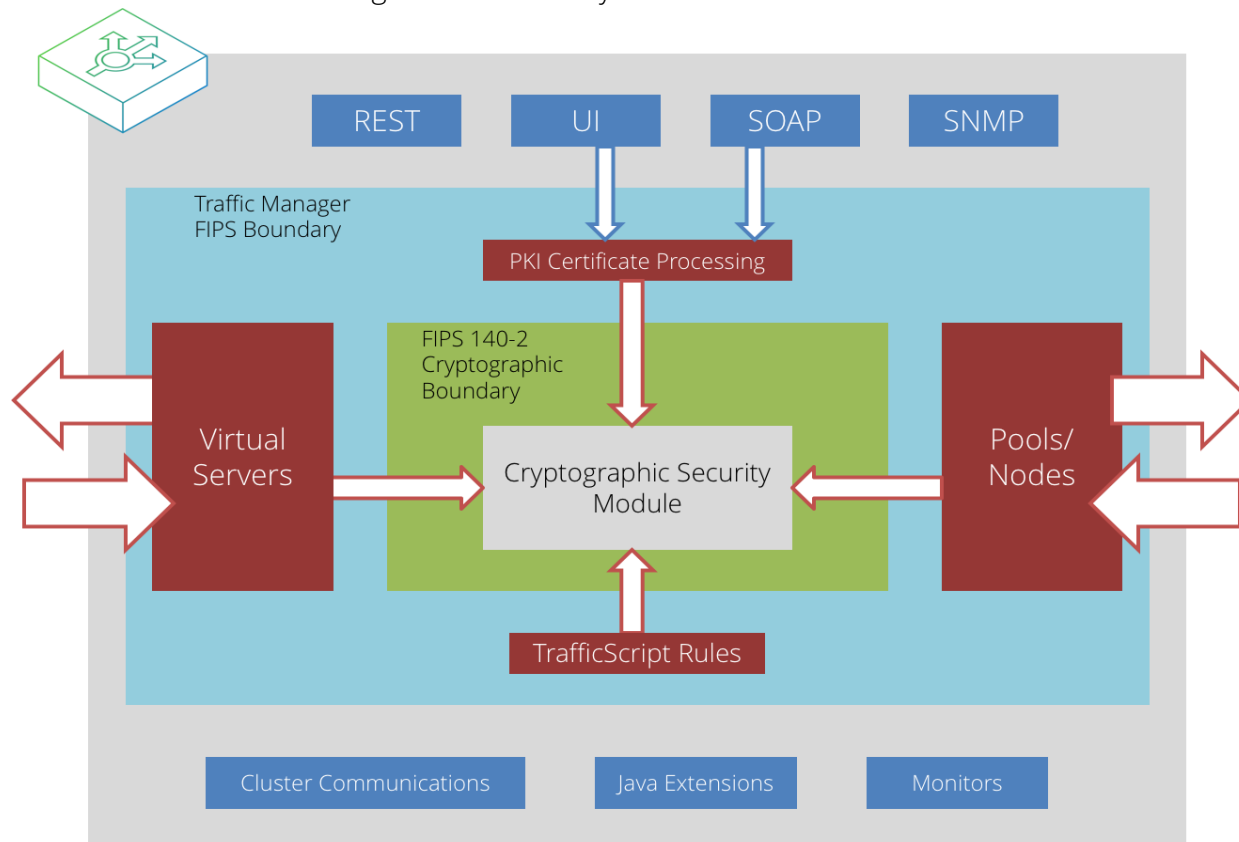 REST
UI
SOAP
SNMP
Traffic Manager
FIPS Boundary
PKI Certificate Processing
FIPS 140-2
Cryptographic
Boundary
Virtual
Servers
Cryptographic Security
Module
Pools/
Nodes
TrafficScript Rules
Cluster Communications
Java Extensions
Monitors